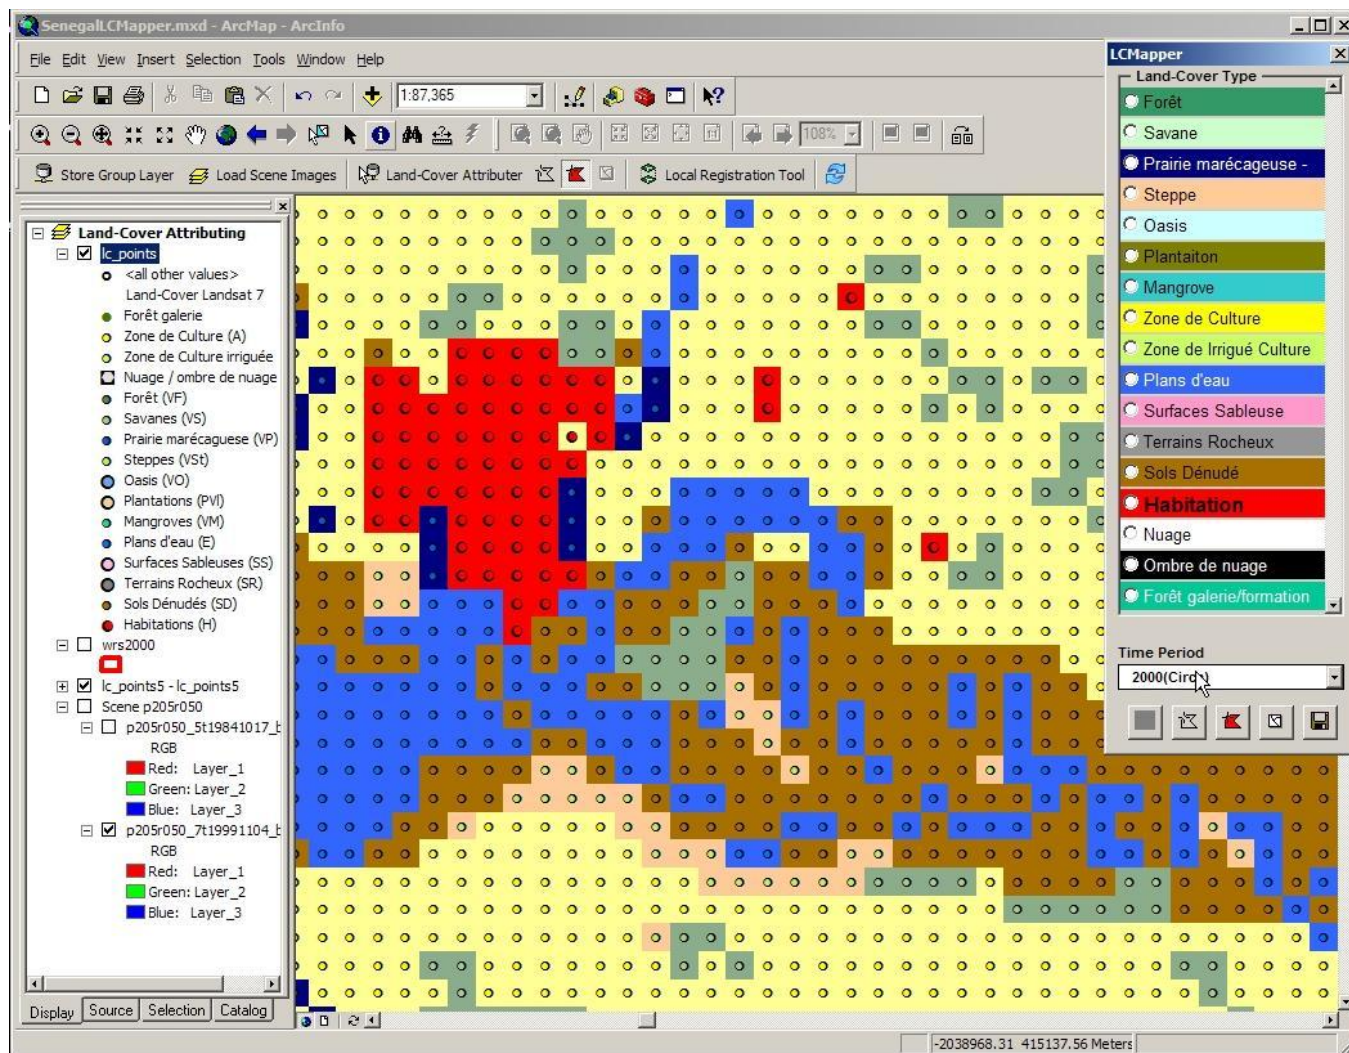 SenegalLCMapper.mxd - ArcMap - ArcInfo
File Edit View Insert Selection Tools Window Help
1:87,365
108%
Store Group Layer Load Scene Images Land-Cover Attributer Local Registration Tool
Land-Cover Attributing
lc_points
<all other values>
Land-Cover Landsat 7
Forêt galerie
Zone de Culture (A)
Zone de Culture irriguée
Nuage / ombre de nuage
Forêt (VF)
Savanes (VS)
Prairie marécaguese (VP)
Steppes (VSt)
Oasis (VO)
Plantations (PVl)
Mangroves (VM)
Plans d'eau (E)
Surfaces Sableuses (SS)
Terrains Rocheux (SR)
Sols Dénudés (SD)
Habitations (H)
wrs2000
lc_points5 - lc_points5
Scene p205r050
p205r050_5t19841017_b
RGB
Red: Layer_1
Green: Layer_2
Blue: Layer_3
p205r050_7t19991104_b
RGB
Red: Layer_1
Green: Layer_2
Blue: Layer_3
Display Source Selection Catalog
LCMapper
Land-Cover Type
Forêt
Savane
Prairie marécageuse -
Steppe
Oasis
Plantaiton
Mangrove
Zone de Culture
Zone de Irrigué Culture
Plans d'eau
Surfaces Sableuse
Terrains Rocheux
Sols Dénudé
Habitation
Nuage
Ombre de nuage
Forêt galerie/formation
Time Period
2000(Circ
-2038968.31 415137.56 Meters